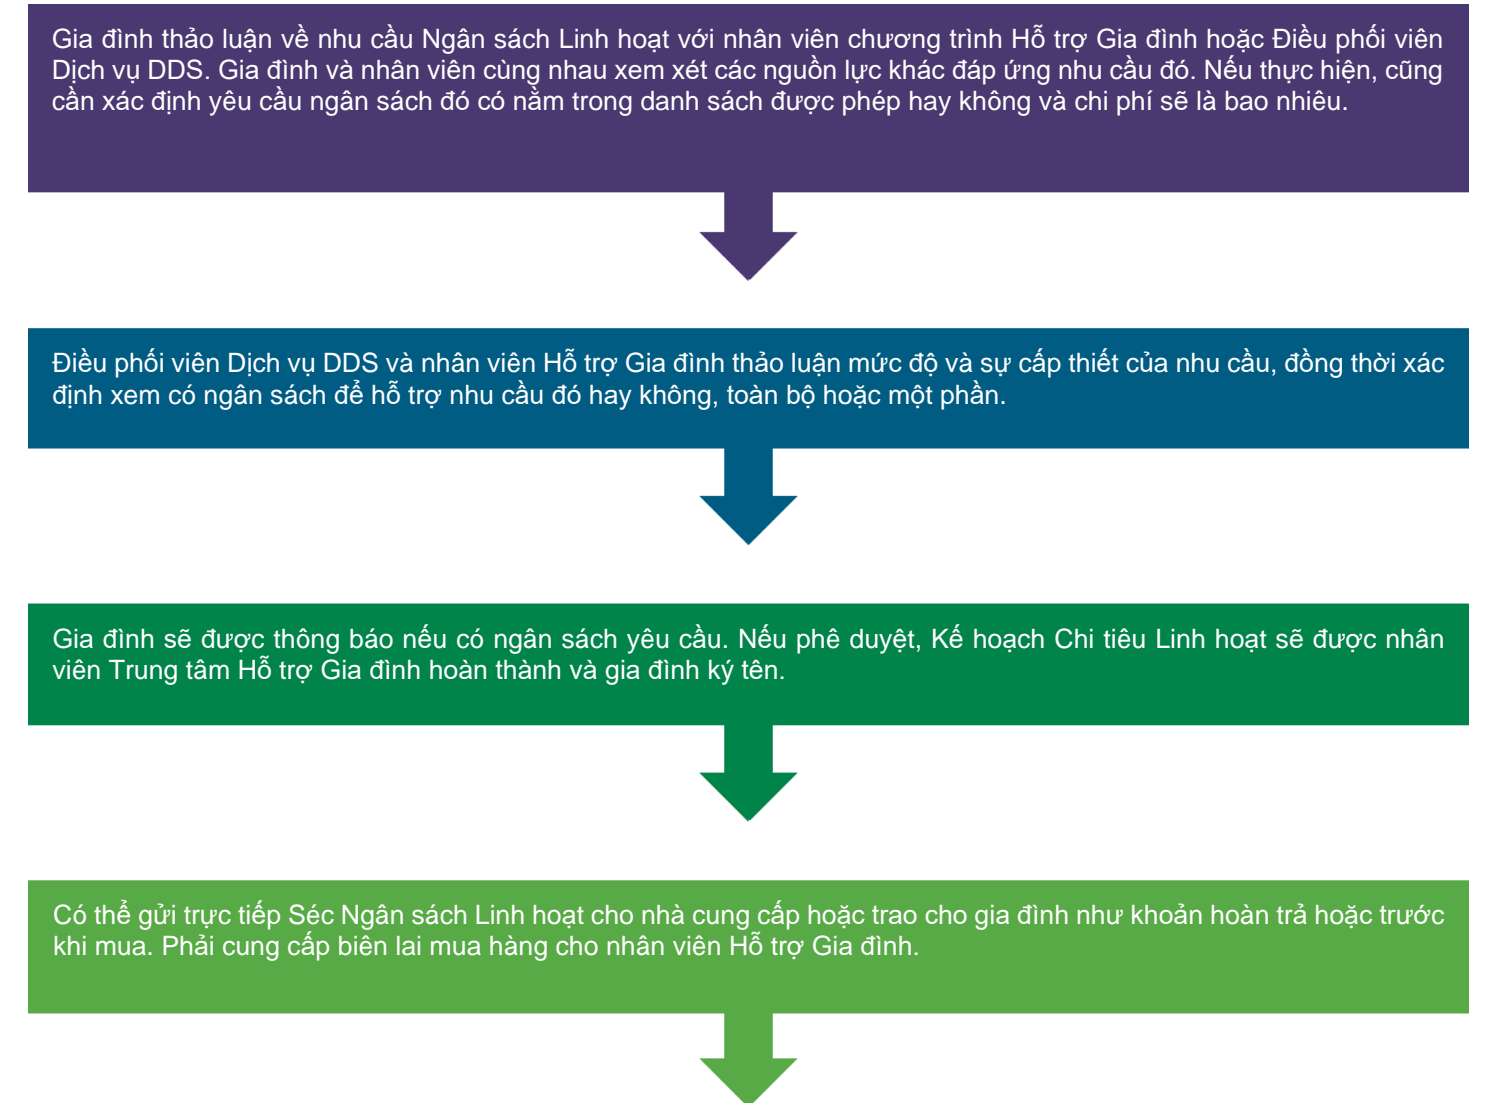 Gia đình thảo luận về nhu cầu Ngân sách Linh hoạt với nhân viên chương trình Hỗ trợ Gia đình hoặc Điều phối viên
Dịch vụ DDS. Gia đình và nhân viên cùng nhau xem xét các nguồn lực khác đáp ứng nhu cầu đó. Nếu thực hiện, cũng
cần xác định yêu cầu ngân sách đó có nằm trong danh sách được phép hay không và chi phí sẽ là bao nhiêu.
Điều phối viên Dịch vụ DDS và nhân viên Hỗ trợ Gia đình thảo luận mức độ và sự cấp thiết của nhu cầu, đồng thời xác
định xem có ngân sách để hỗ trợ nhu cầu đó hay không, toàn bộ hoặc một phần.
Gia đình sẽ được thông báo nếu có ngân sách yêu cầu. Nếu phê duyệt, Kế hoạch Chi tiêu Linh hoạt sẽ được nhân
viên Trung tâm Hỗ trợ Gia đình hoàn thành và gia đình ký tên.
Có thể gửi trực tiếp Séc Ngân sách Linh hoạt cho nhà cung cấp hoặc trao cho gia đình như khoản hoàn trả hoặc trước
khi mua. Phải cung cấp biên lai mua hàng cho nhân viên Hỗ trợ Gia đình.